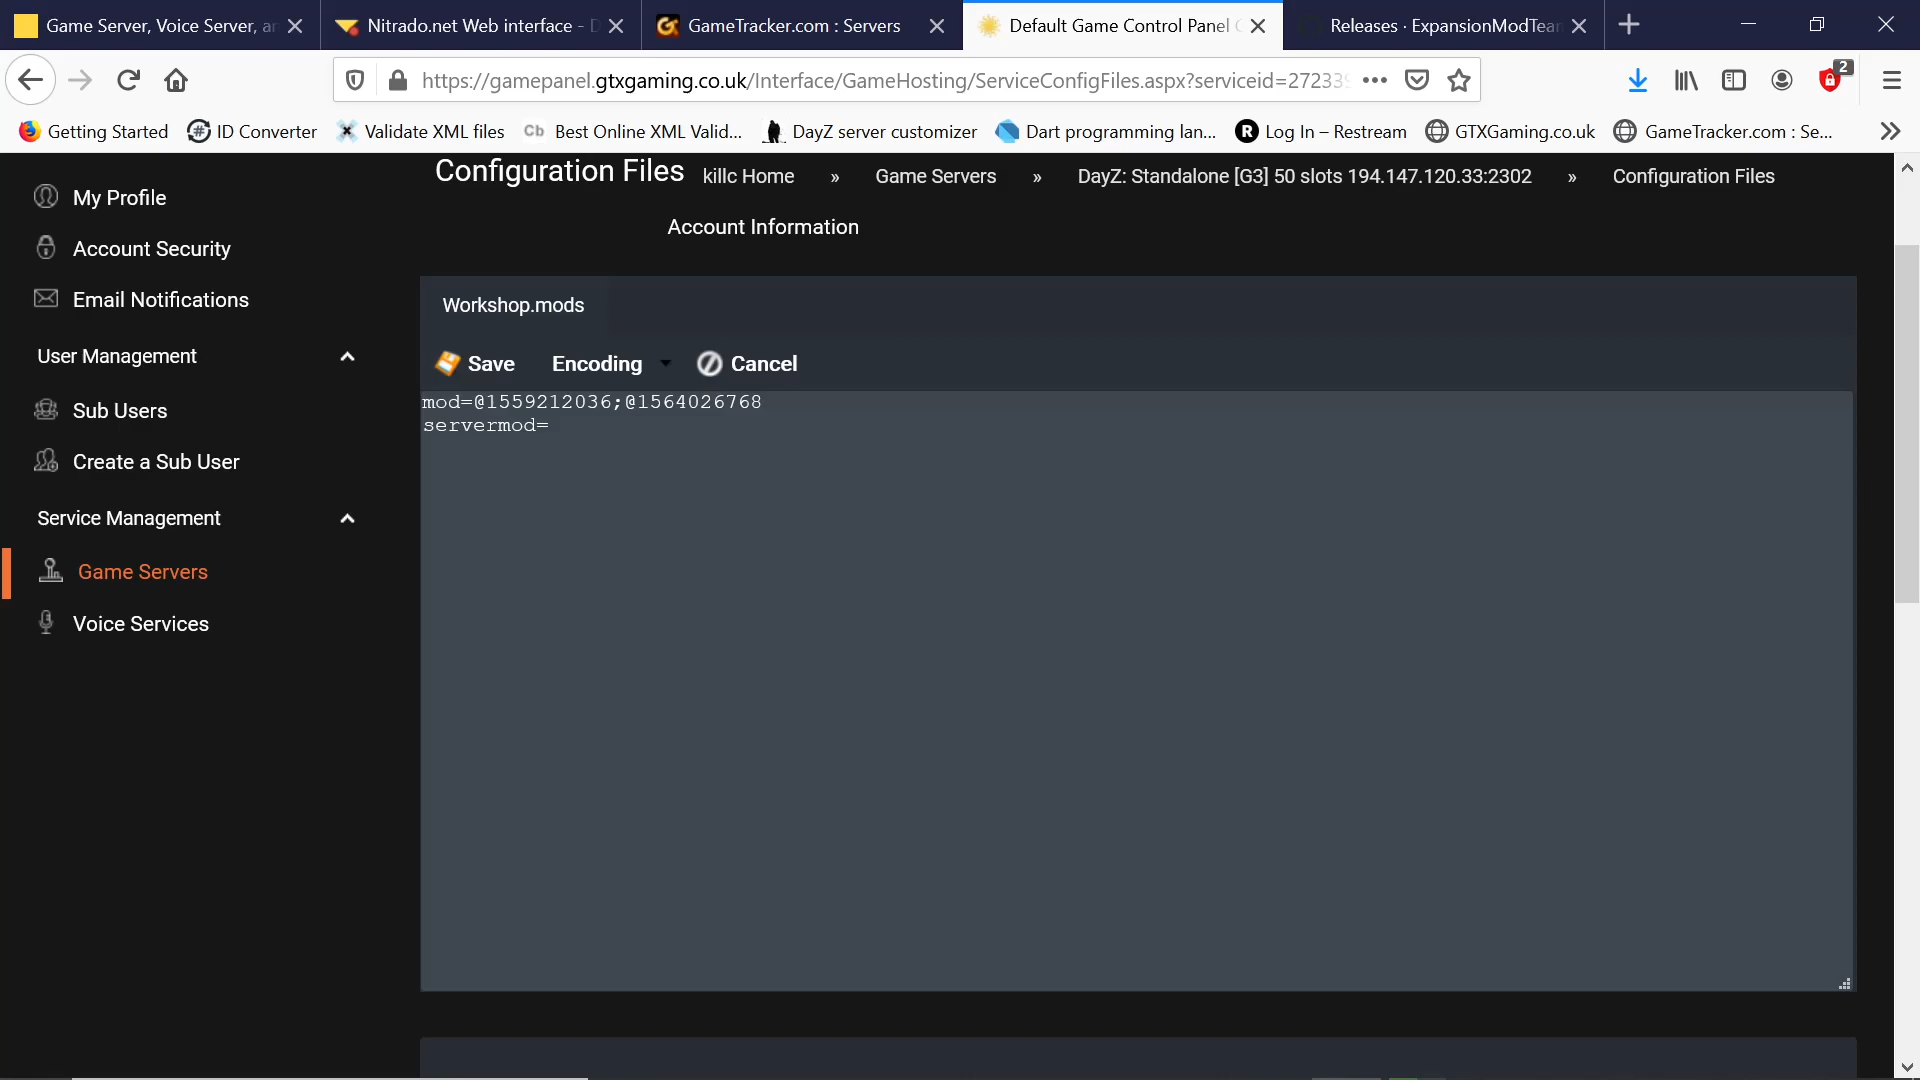 Game Server, Voice Server, ar
Nitrado.net Web interface - D
GameTracker.com : Servers
Default Game Control Panel C
Releases · ExpansionModTean
https://gamepanel.gtxgaming.co.uk/Interface/GameHosting/ServiceConfigFiles.aspx?serviceid=27233
2
Getting Started
ID Converter
Validate XML files
Cb Best Online XML Valid...
DayZ server customizer
Dart programming lan...
R Log In – Restream
GTXGaming.co.uk
GameTracker.com : Se...
My Profile
Account Security
Email Notifications
User Management
Sub Users
Create a Sub User
Service Management
Game Servers
Voice Services
Configuration Files
killc Home » Game Servers » DayZ: Standalone [G3] 50 slots 194.147.120.33:2302 » Configuration Files
Account Information
Workshop.mods
Save Encoding Cancel
mod=@1559212036;@1564026768
servermod=